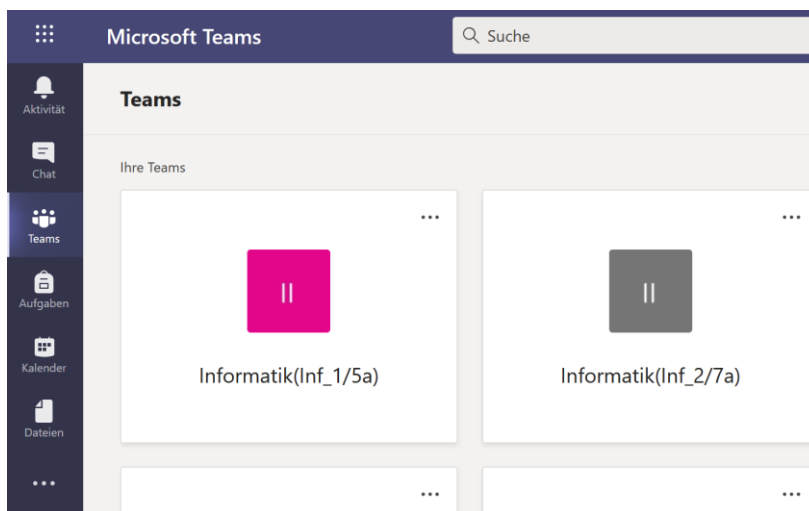 Microsoft Teams
Suche
Aktivität
Chat
Teams
Aufgaben
Kalender
Dateien
Teams
Ihre Teams
II
Informatik(Inf_1/5a)
II
Informatik(Inf_2/7a)